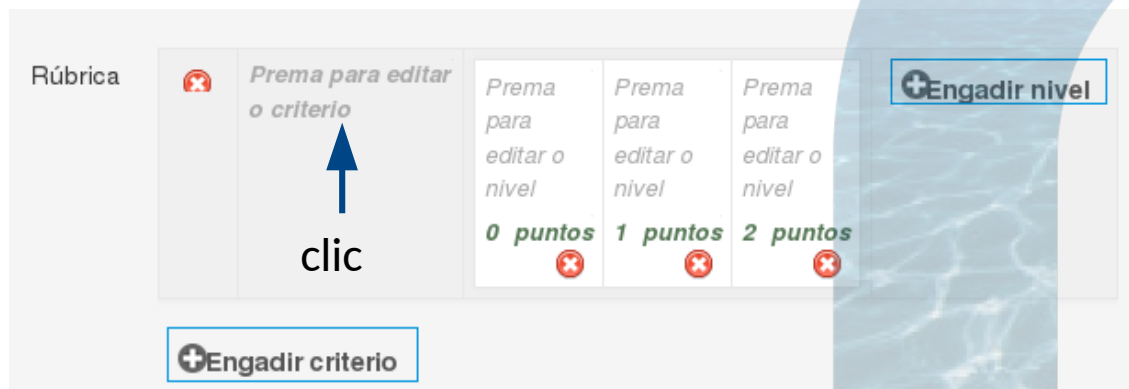 Rúbrica
Prema para editar
o criterio
clic
Prema
para
editar o
nivel
0 puntos
Prema
para
editar o
nivel
1 puntos
Prema
para
editar o
nivel
2 puntos
Engadir nivel
Engadir criterio